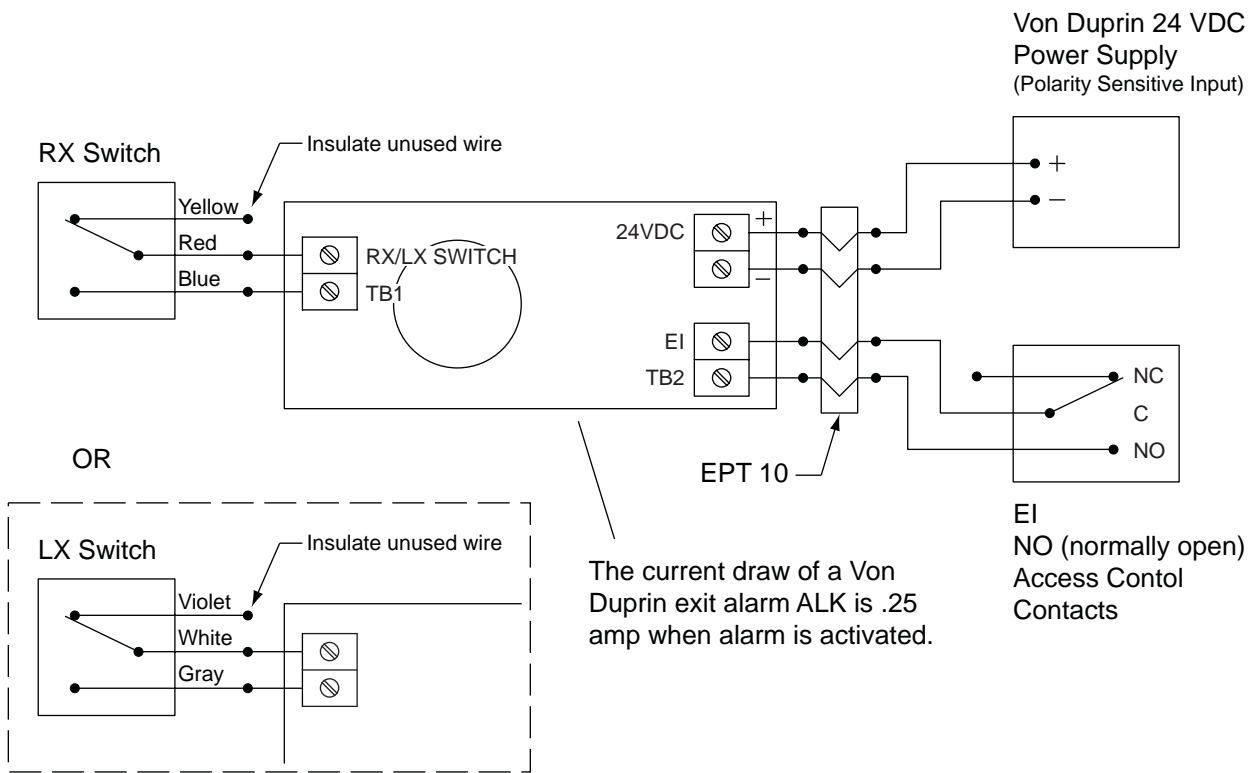 Von Duprin 24 VDC
Power Supply
(Polarity Sensitive Input)
RX Switch
Insulate unused wire
Yellow
Red
Blue
RX/LX SWITCH
TB1
24VDC
+
−
+
−
EI
TB2
NC
C
NO
EPT 10
OR
EI
NO (normally open)
Access Contol
Contacts
LX Switch
Insulate unused wire
Violet
White
Gray
The current draw of a Von
Duprin exit alarm ALK is .25
amp when alarm is activated.